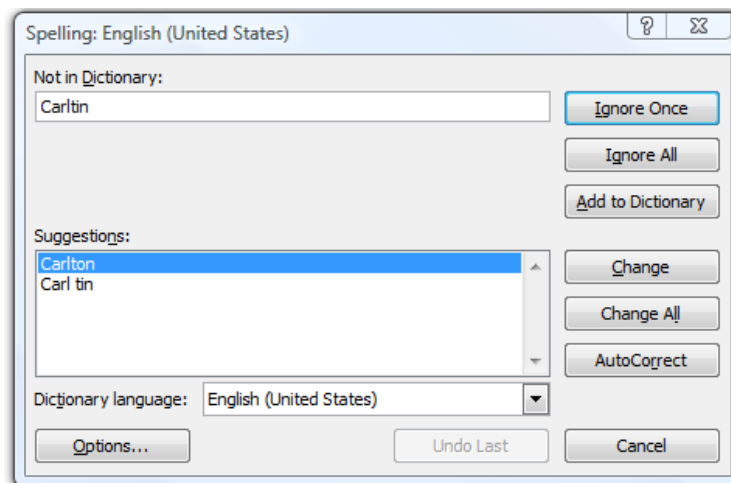 Spelling: English (United States)
Not in Dictionary:
Carltin
Ignore Once
Ignore All
Add to Dictionary
Suggestions:
Carlton
Carl tin
Change
Change All
AutoCorrect
Dictionary language: English (United States)
Options... Undo Last Cancel